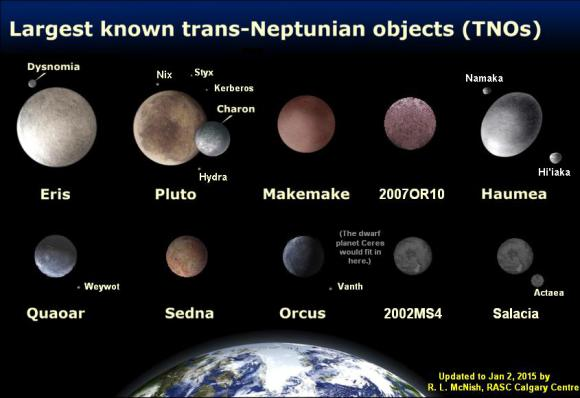 Largest known trans-Neptunian objects (TNOs)
Dysnomia
Nix
Styx
Kerberos
Charon
Namaka
Hydra
Hi'iaka
Eris
Pluto
Makemake
2007OR10
Haumea
(The dwarf
planet Ceres
would fit in
here.)
Weywot
Vanth
Actaea
Quaoar
Sedna
Orcus
2002MS4
Salacia
Updated to Jan 2, 2015 by
R. L. McNish, RASC Calgary Centre